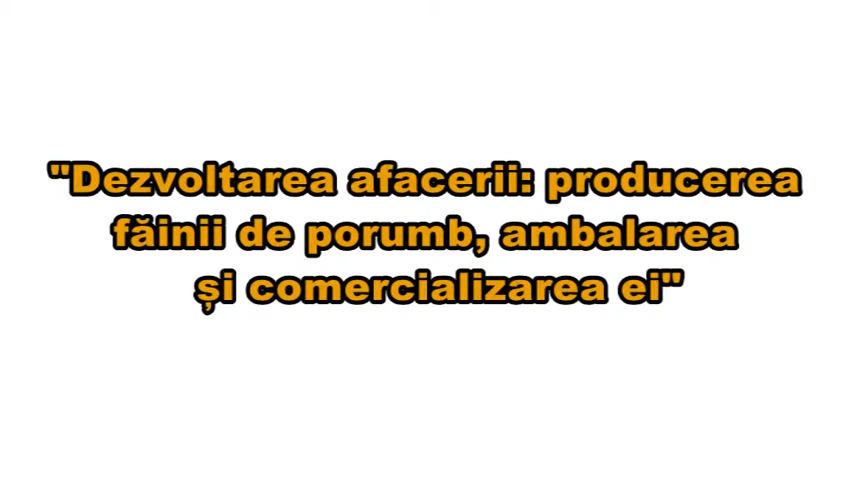 "Dezvoltarea afacerii: producerea
făinii de porumb, ambalarea
și comercializarea ei"